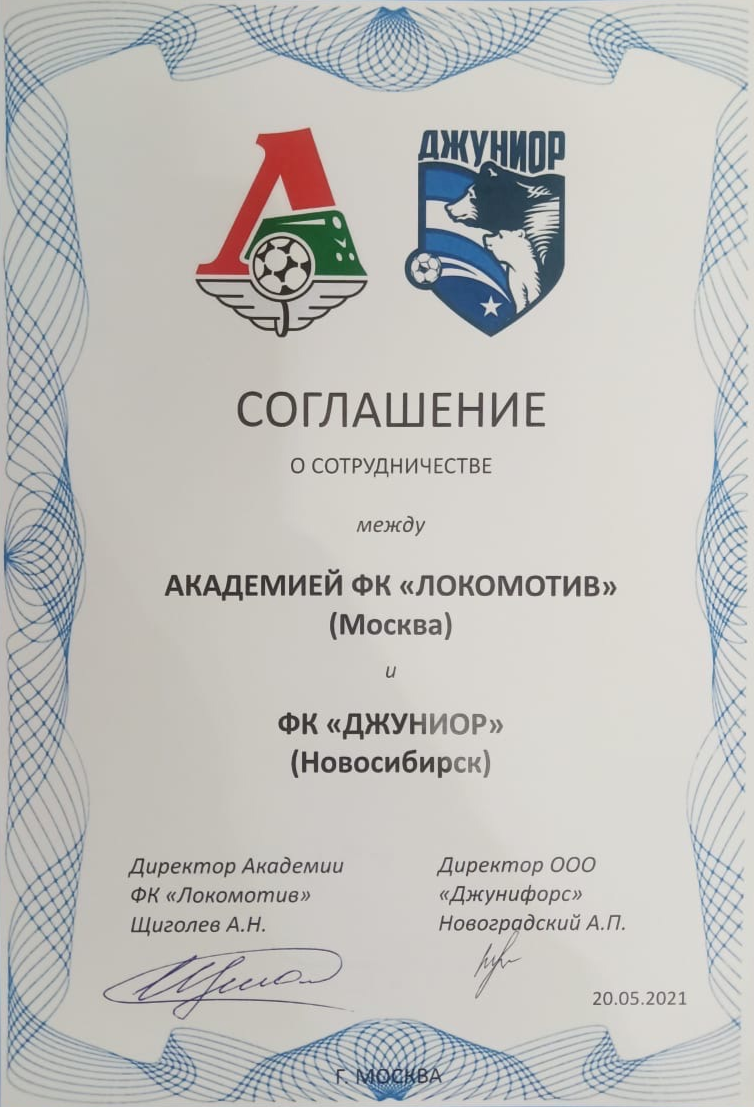 ДЖУНИОР
СОГЛАШЕНИЕ
О СОТРУДНИЧЕСТВЕ
между
АКАДЕМИЕЙ ФК «ЛОКОМОТИВ»
(Москва)
и
ФК «ДЖУНИОР»
(Новосибирск)
Директор Академии
ФК «Локомотив»
Щиголев А.Н.
Директор ООО
«Джунифорс»
Новоградский А.П.
20.05.2021
Г. МОСКВА